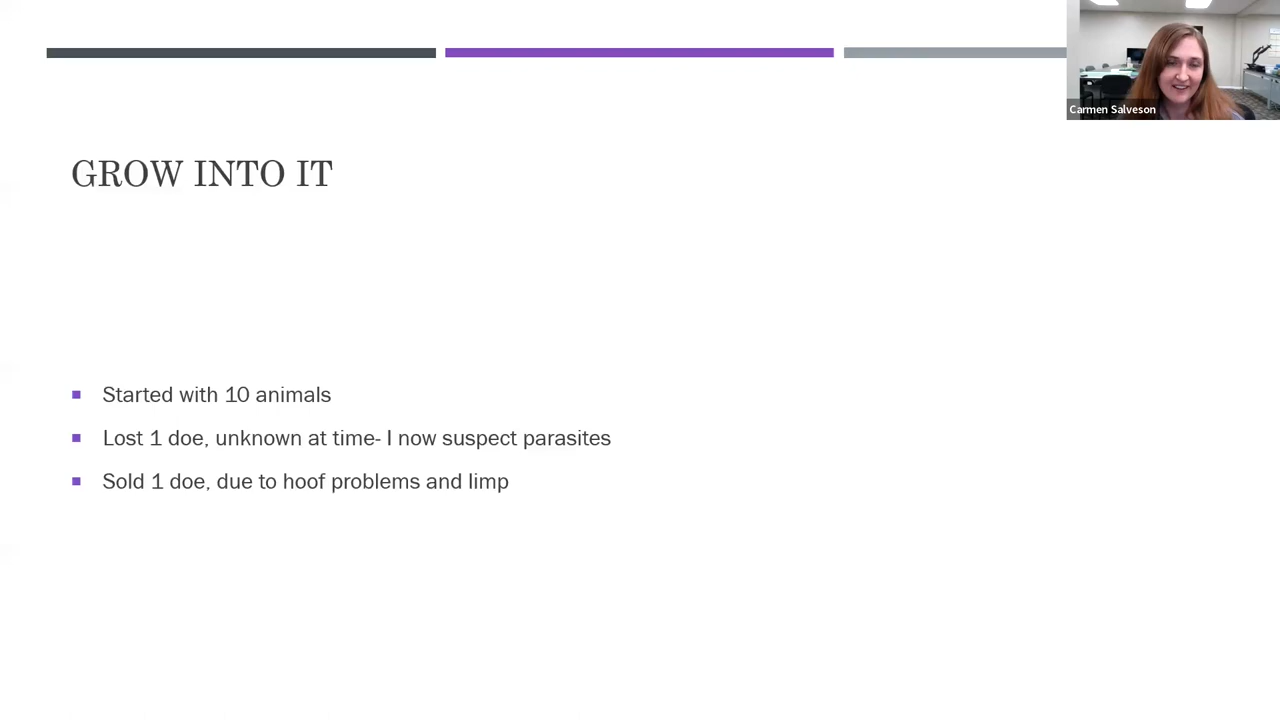 Carmen Salveson
GROW INTO IT
Started with 10 animals
Lost 1 doe, unknown at time- I now suspect parasites
Sold 1 doe, due to hoof problems and limp